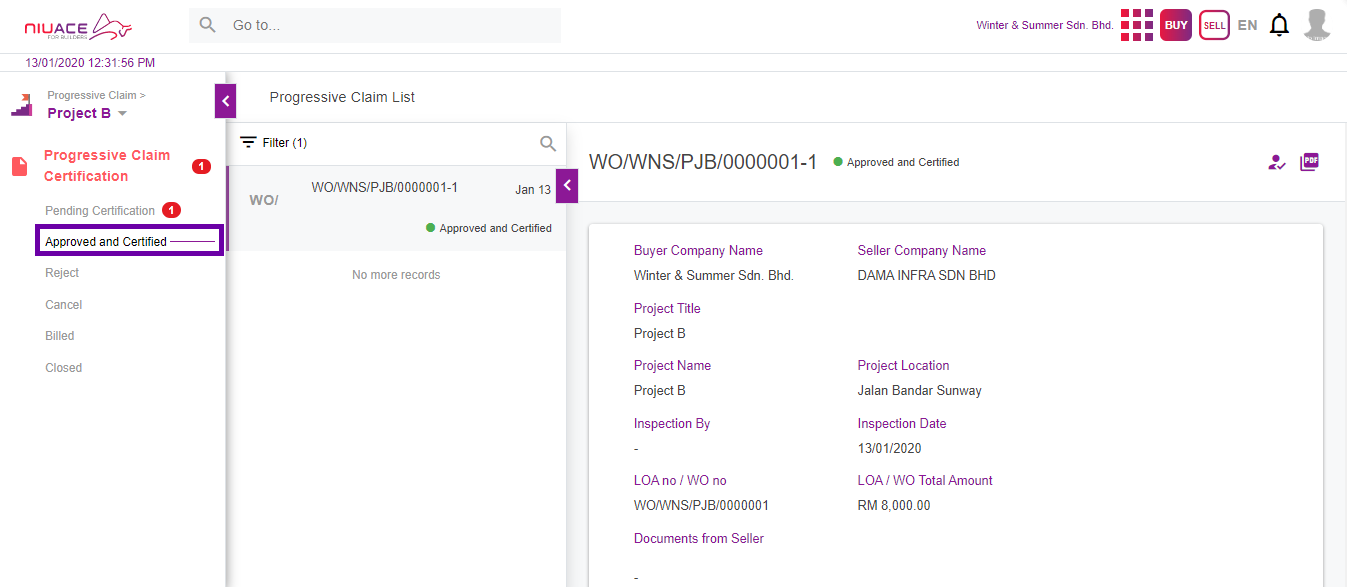 NIUACE
FOR BUILDERS
Go to...
Winter & Summer Sdn. Bhd.
BUY
SELL
EN
13/01/2020 12:31:56 PM
Progressive Claim >
Project B
Progressive Claim
Certification
1
Pending Certification
1
Approved and Certified
Reject
Cancel
Billed
Closed
Progressive Claim List
Filter (1)
WO/
WO/WNS/PJB/0000001-1
Jan 13
Approved and Certified
No more records
WO/WNS/PJB/0000001-1
Approved and Certified
PDF
Buyer Company Name
Seller Company Name
Winter & Summer Sdn. Bhd.
DAMA INFRA SDN BHD
Project Title
Project B
Project Name
Project Location
Project B
Jalan Bandar Sunway
Inspection By
Inspection Date
-
13/01/2020
LOA no / WO no
LOA / WO Total Amount
WO/WNS/PJB/0000001
RM 8,000.00
Documents from Seller
-